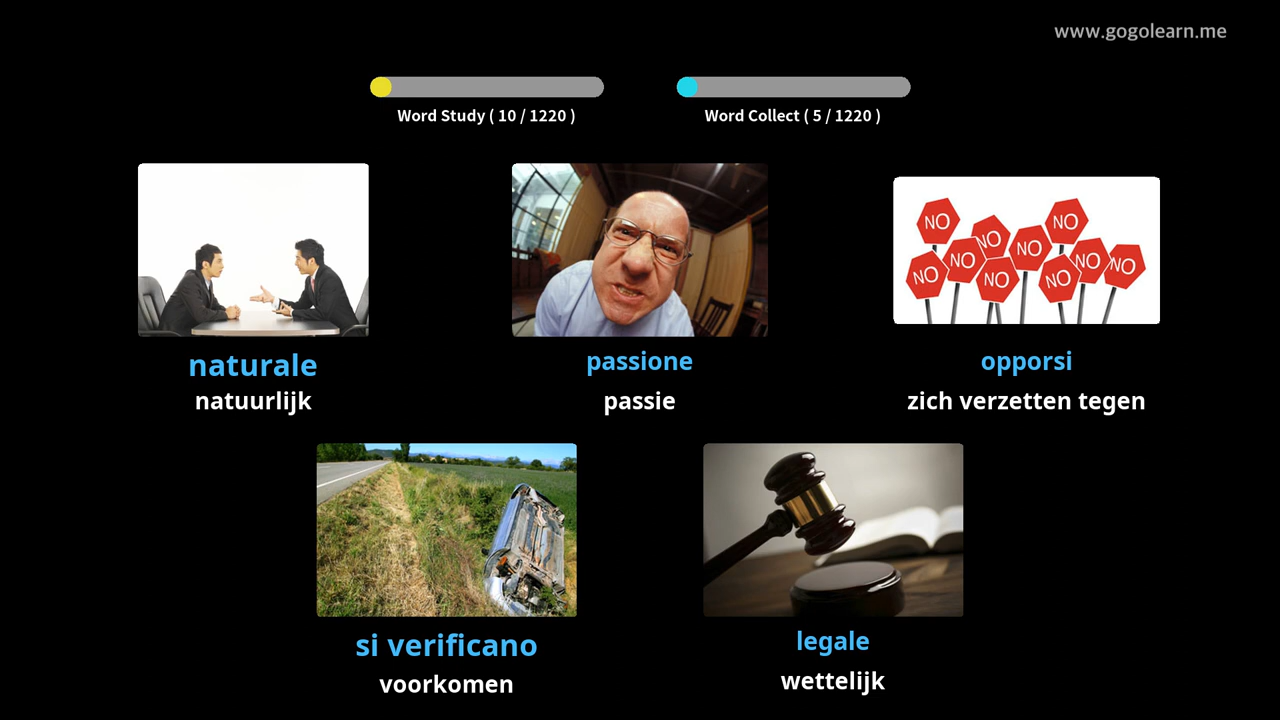 www.gogolearn.me
Word Study ( 10 / 1220 )
Word Collect ( 5 / 1220 )
NO
NO
NO
NO
NO
NO
NO
NO
NO
NO
naturale
passione
opporsi
natuurlijk
passie
zich verzetten tegen
si verificano
legale
voorkomen
wettelijk